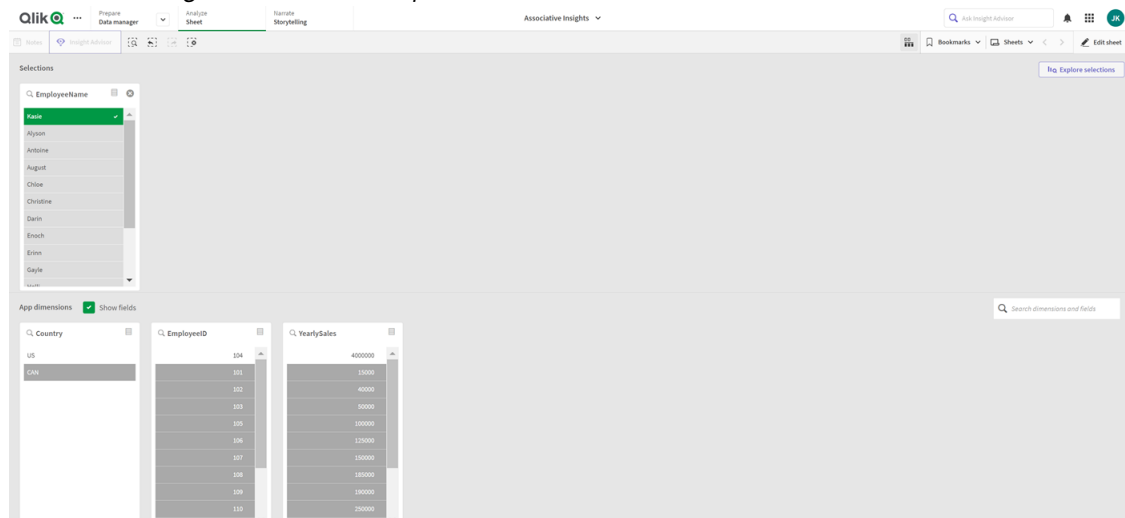 Qlik
Prepare
Data manager
Analyze
Sheet
Narrate
Storytelling
Associative Insights
Ask Insight Advisor
JK
Notes
Insight Advisor
Bookmarks
Sheets
Edit sheet
Selections
Explore selections
EmployeeName
Kasie
Alyson
Antoine
August
Chloe
Christine
Darin
Enoch
Erinn
Gayle
App dimensions
Show fields
Search dimensions and fields
Country
US
CAN
EmployeeID
104
101
102
103
105
106
107
108
109
110
YearlySales
4000000
15000
40000
50000
100000
125000
150000
185000
190000
250000